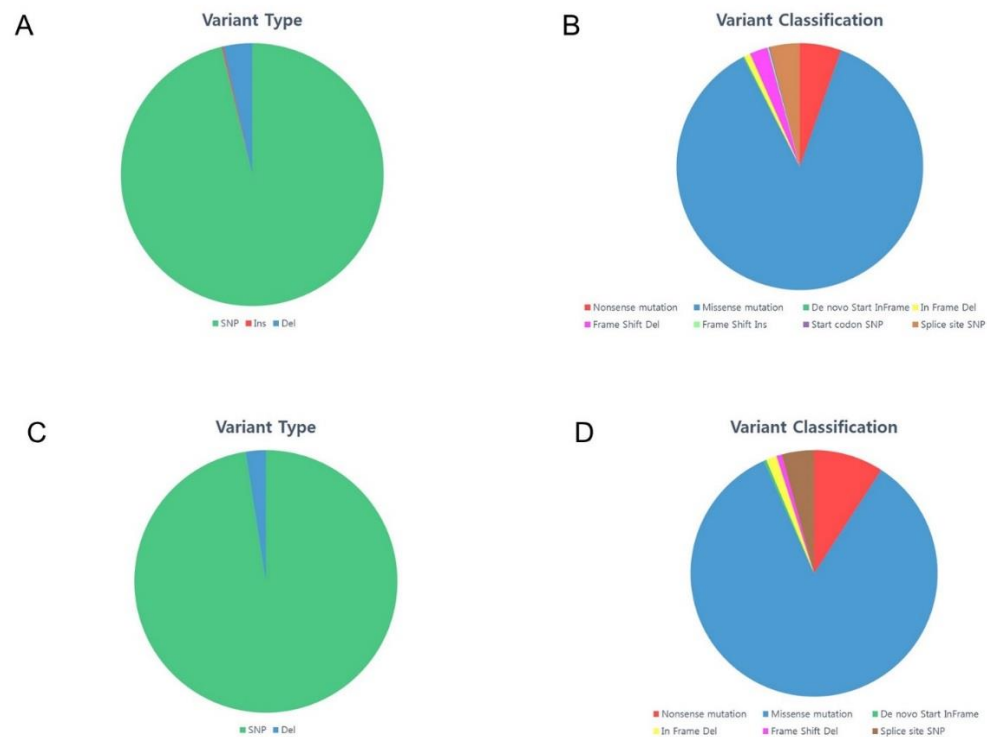 A
Variant Type
SNP Ins Del
B
Variant Classification
Nonsense mutation Missense mutation De novo Start InFrame In Frame Del
Frame Shift Del Frame Shift Ins Start codon SNP Splice site SNP
C
Variant Type
SNP Del
D
Variant Classification
Nonsense mutation Missense mutation De novo Start InFrame
In Frame Del Frame Shift Del Splice site SNP